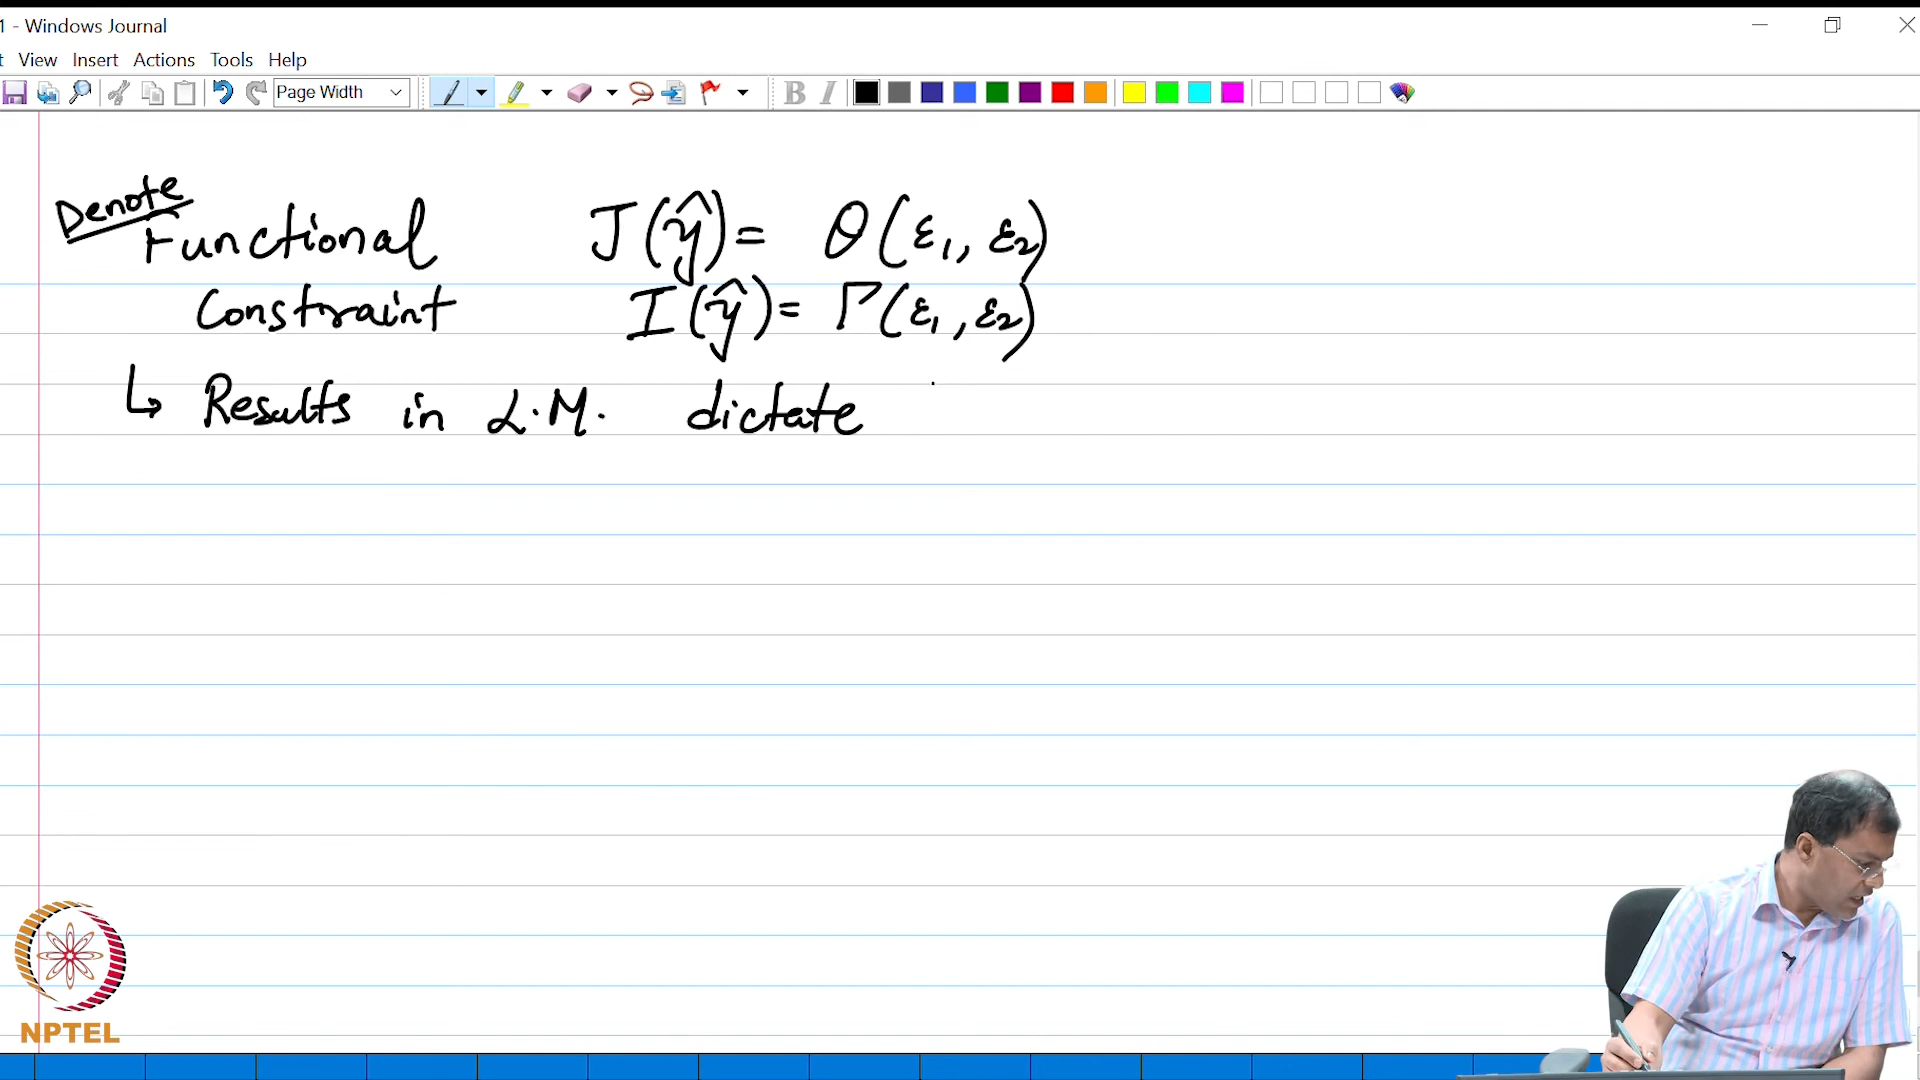 1 - Windows Journal
t View Insert Actions Tools Help
Page Width B I
Denote
Functional J(ŷ) = Θ(ε₁, ε₂)
Constraint I(ŷ) = Γ(ε₁, ε₂)
↳ Results in L.M. dictate
NPTEL